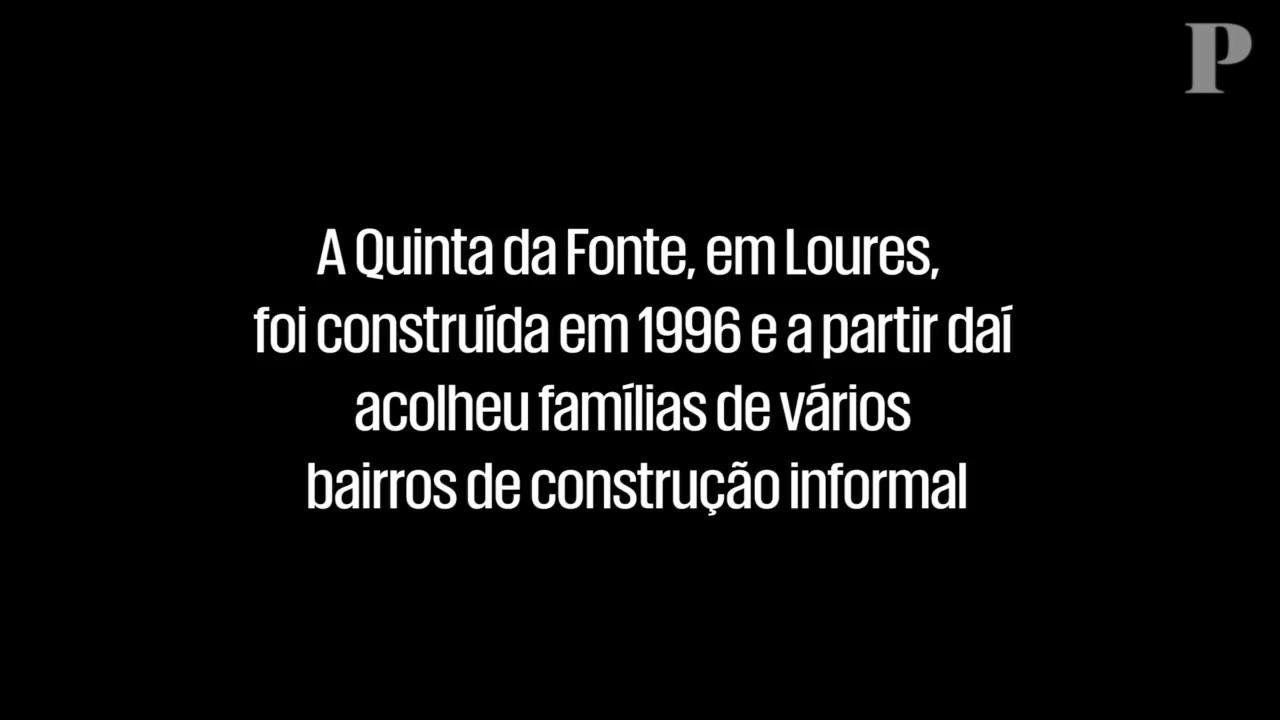 P
A Quinta da Fonte, em Loures,
foi construída em 1996 e a partir daí
acolheu famílias de vários
bairros de construção informal